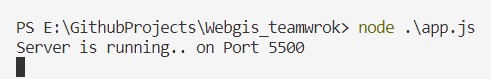 PS E:\GithubProjects\Webgis_teamwrok> node .\app.js
Server is running.. on Port 5500